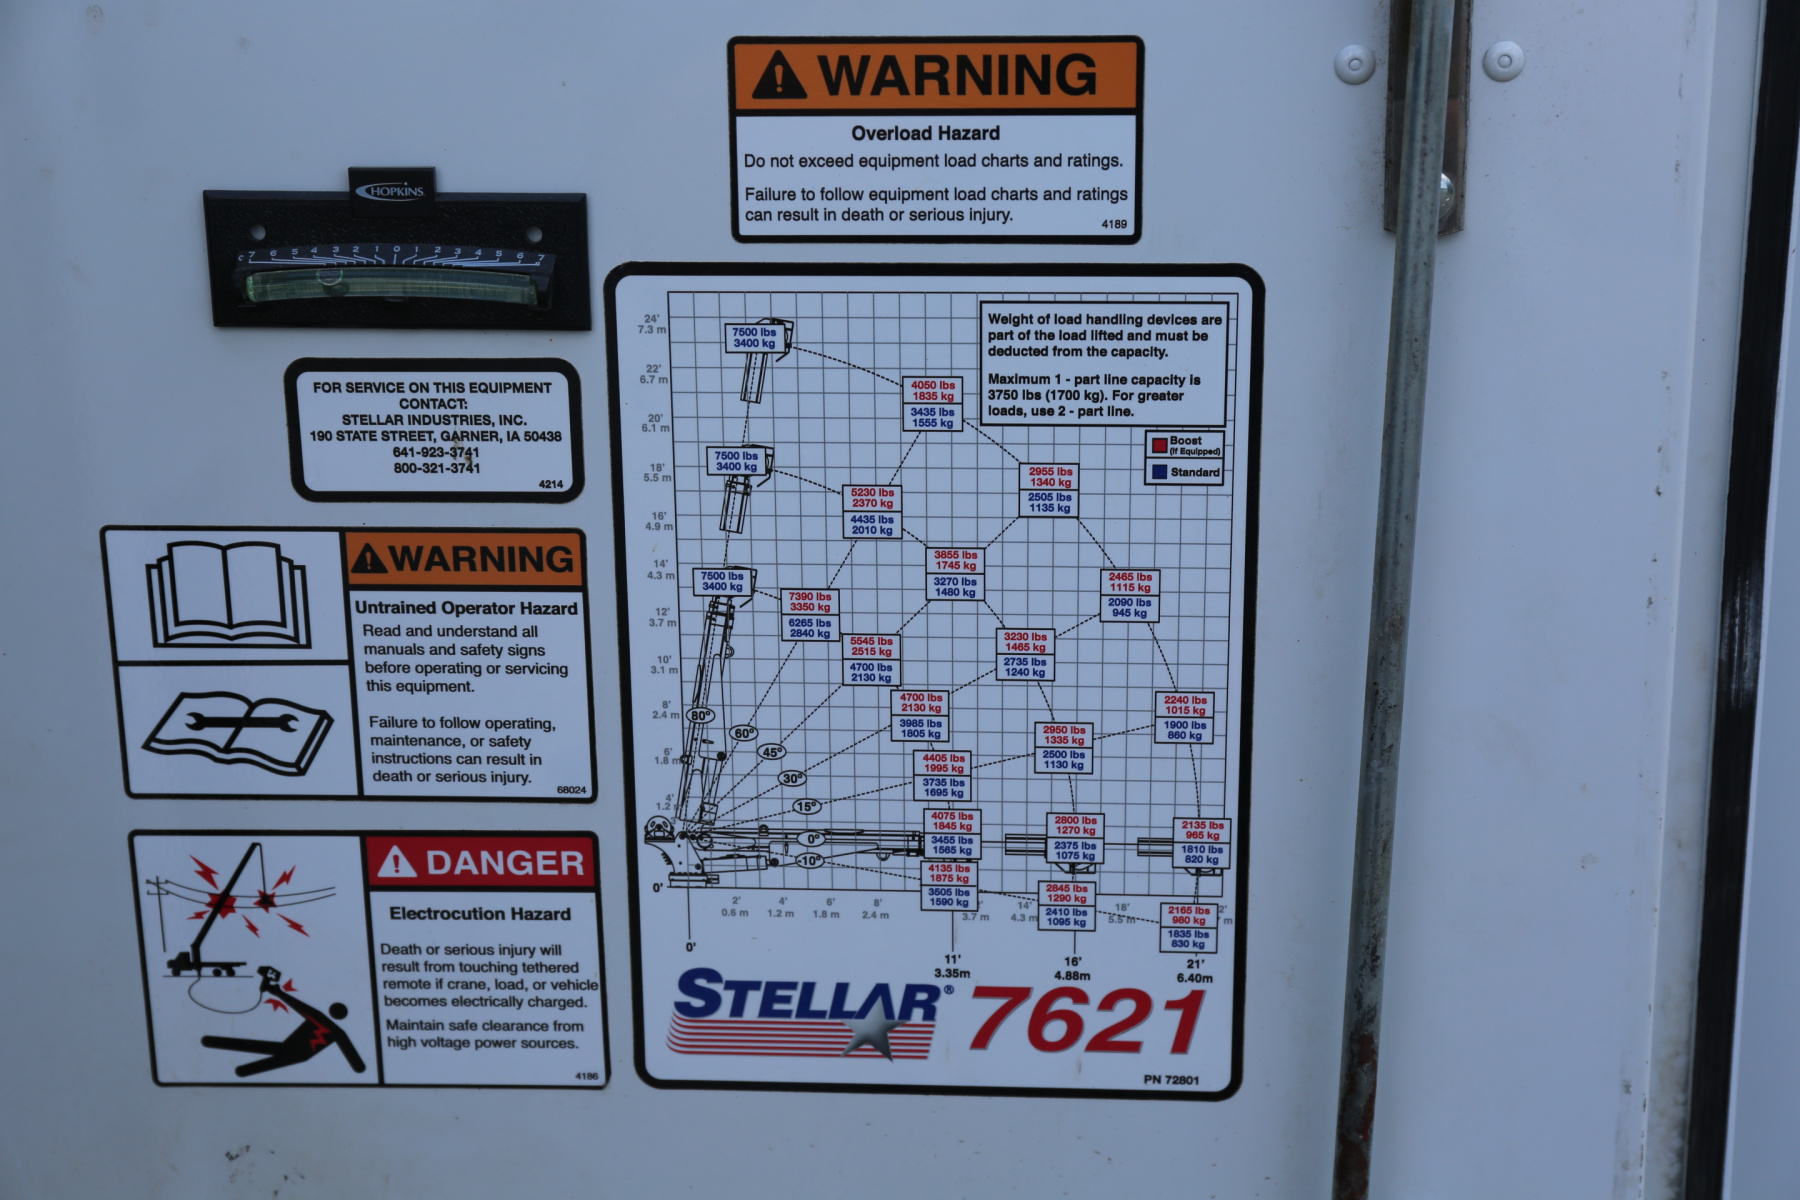 WARNING
Overload Hazard
Do not exceed equipment load charts and ratings.
Failure to follow equipment load charts and ratings
can result in death or serious injury.
4189
HOPKINS
7 6 5 4 3 2 1 0 1 2 3 4 5 6 7
FOR SERVICE ON THIS EQUIPMENT
CONTACT:
STELLAR INDUSTRIES, INC.
190 STATE STREET, GARNER, IA 50438
641-923-3741
800-321-3741
4214
WARNING
Untrained Operator Hazard
Read and understand all
manuals and safety signs
before operating or servicing
this equipment.
Failure to follow operating,
maintenance, or safety
instructions can result in
death or serious injury.
68024
DANGER
Electrocution Hazard
Death or serious injury will
result from touching tethered
remote if crane, load, or vehicle
becomes electrically charged.
Maintain safe clearance from
high voltage power sources.
4186
Weight of load handling devices are
part of the load lifted and must be
deducted from the capacity.
Maximum 1 - part line capacity is
3750 lbs (1700 kg). For greater
loads, use 2 - part line.
Boost
(If Equipped)
Standard
24'
7.3 m
22'
6.7 m
20'
6.1 m
18'
5.5 m
16'
4.9 m
14'
4.3 m
12'
3.7 m
10'
3.1 m
8'
2.4 m
6'
1.8 m
4'
1.2
0'
7500 lbs
3400 kg
4050 lbs
1835 kg
3435 lbs
1555 kg
7500 lbs
3400 kg
2955 lbs
1340 kg
2505 lbs
1135 kg
5230 lbs
2370 kg
4435 lbs
2010 kg
3855 lbs
1745 kg
3270 lbs
1480 kg
7500 lbs
3400 kg
2465 lbs
1115 kg
2090 lbs
945 kg
7390 lbs
3350 kg
6265 lbs
2840 kg
5545 lbs
2515 kg
4700 lbs
2130 kg
3230 lbs
1465 kg
2735 lbs
1240 kg
4700 lbs
2130 kg
3985 lbs
1805 kg
2240 lbs
1015 kg
1900 lbs
860 kg
2950 lbs
1335 kg
2500 lbs
1130 kg
4405 lbs
1995 kg
3735 lbs
1695 kg
4075 lbs
1845 kg
3455 lbs
1565 kg
2800 lbs
1270 kg
2375 lbs
1075 kg
2135 lbs
965 kg
1810 lbs
820 kg
4135 lbs
1875 kg
3505 lbs
1590 kg
2845 lbs
1290 kg
2410 lbs
1095 kg
2165 lbs
980 kg
1835 lbs
830 kg
80°
60°
45°
30°
15°
0°
-10°
2'
0.6 m
4'
1.2 m
6'
1.8 m
8'
2.4 m
3.7 m
14'
4.3
18'
5.5
0'
11'
3.35m
16'
4.88m
21'
6.40m
STELLAR® 7621
PN 72801